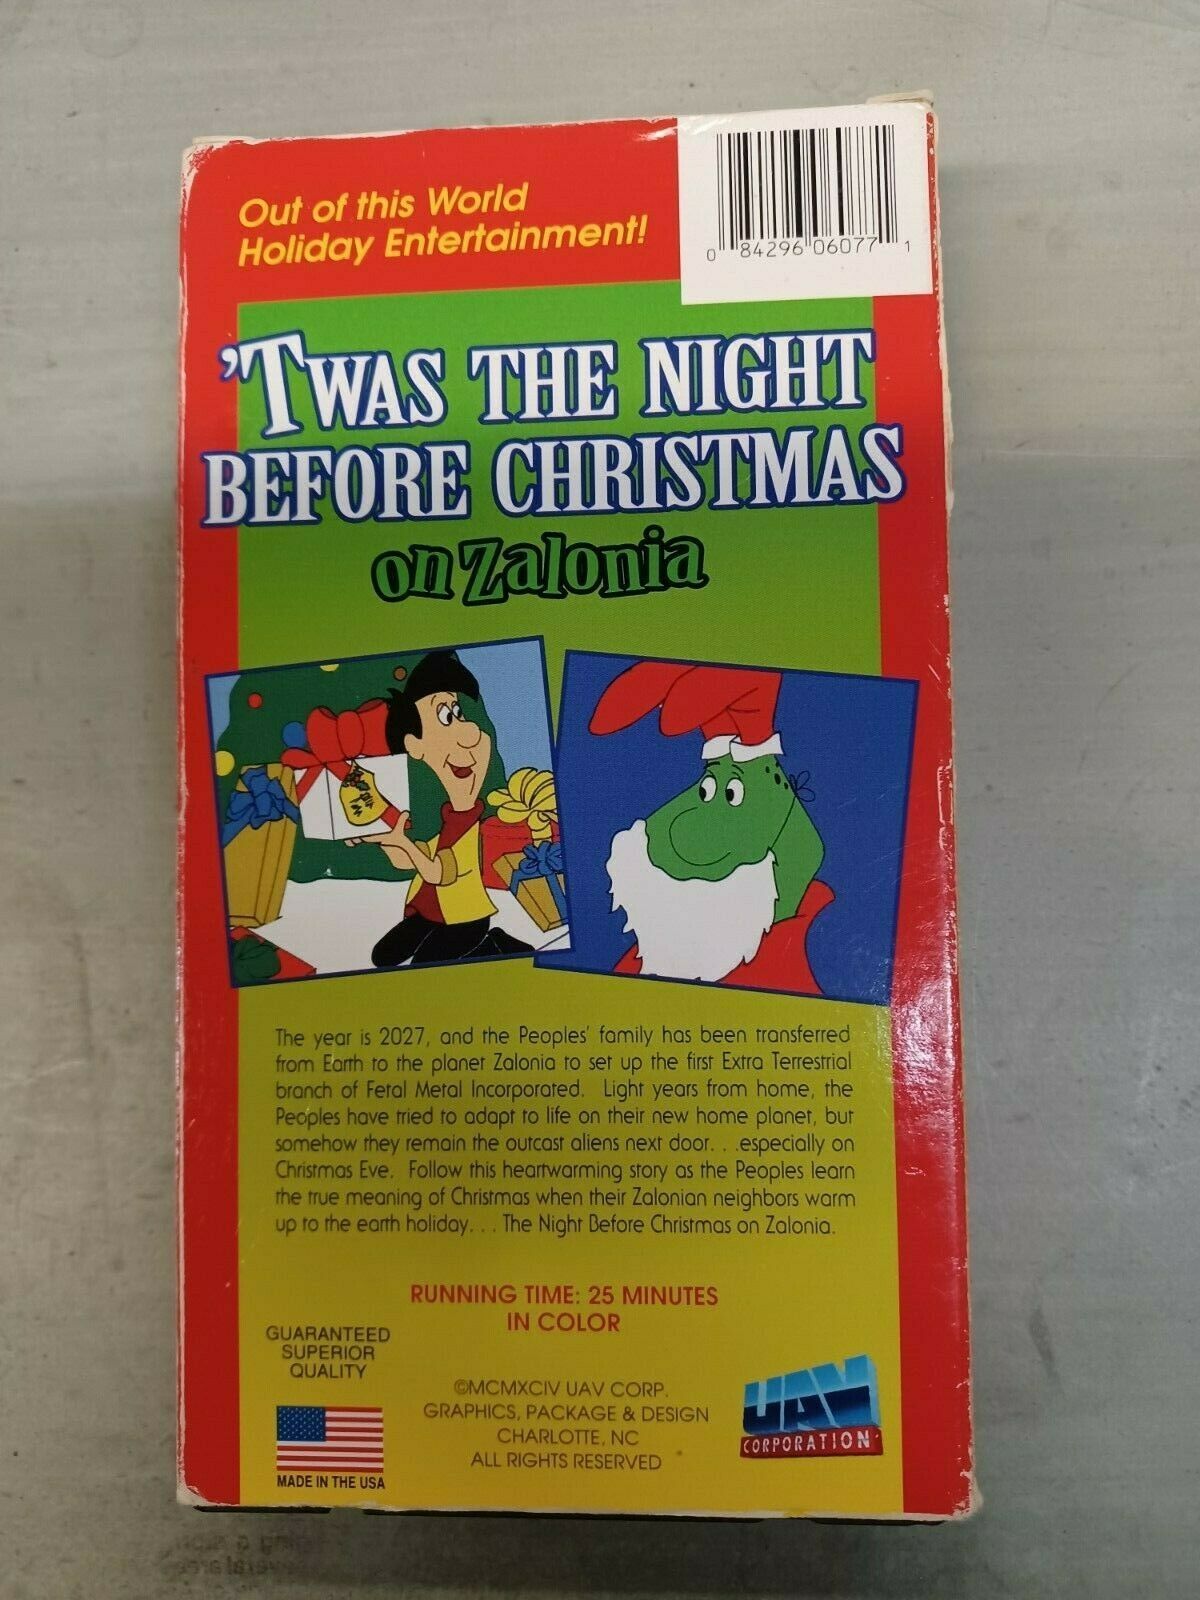 Out of this World
Holiday Entertainment!
0 84296 06077 1
'TWAS THE NIGHT
BEFORE CHRISTMAS
on Zalonia
The year is 2027, and the Peoples' family has been transferred
from Earth to the planet Zalonia to set up the first Extra Terrestrial
branch of Fetal Metal Incorporated. Light years from home, the
Peoples have tried to adapt to life on their new home planet, but
somehow they remain the outcast aliens next door. . .especially on
Christmas Eve. Follow this heartwarming story as the Peoples learn
the true meaning of Christmas when their Zalonian neighbors warm
up to the earth holiday. . . The Night Before Christmas on Zalonia.
RUNNING TIME: 25 MINUTES
IN COLOR
GUARANTEED
SUPERIOR
QUALITY
MADE IN THE USA
©MCMXCIV UAV CORP.
GRAPHICS, PACKAGE & DESIGN
CHARLOTTE, NC
ALL RIGHTS RESERVED
UAV
CORPORATION